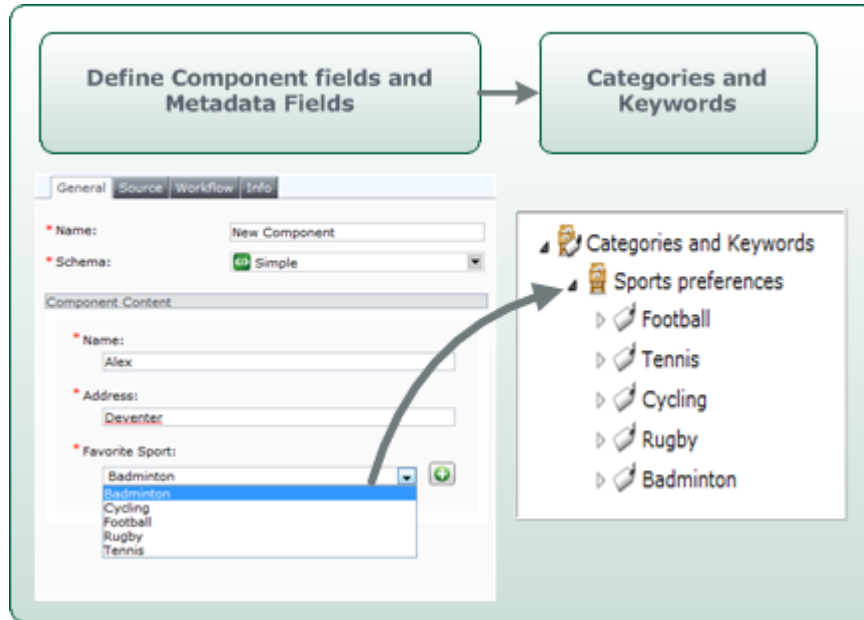 Define Component fields and
Metadata Fields
Categories and
Keywords
General Source Workflow Info
* Name: New Component
* Schema: Simple
Component Content
* Name:
Alex
* Address:
Deventer
* Favorite Sport:
Badminton
Badminton
Cycling
Football
Rugby
Tennis
Categories and Keywords
Sports preferences
Football
Tennis
Cycling
Rugby
Badminton